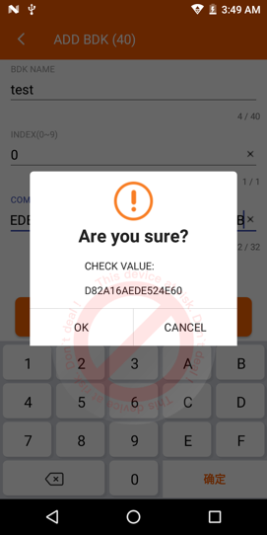 3:49 AM
ADD BDK (40)
BDK NAME
test
4 / 40
INDEX(0~9)
0
1 / 1
COM
EDE
B
2 / 32
Are you sure?
CHECK VALUE:
D82A16AEDE524E60
OK
CANCEL
1 2 3 A B
4 5 6 C D
7 8 9 E F
0 确定